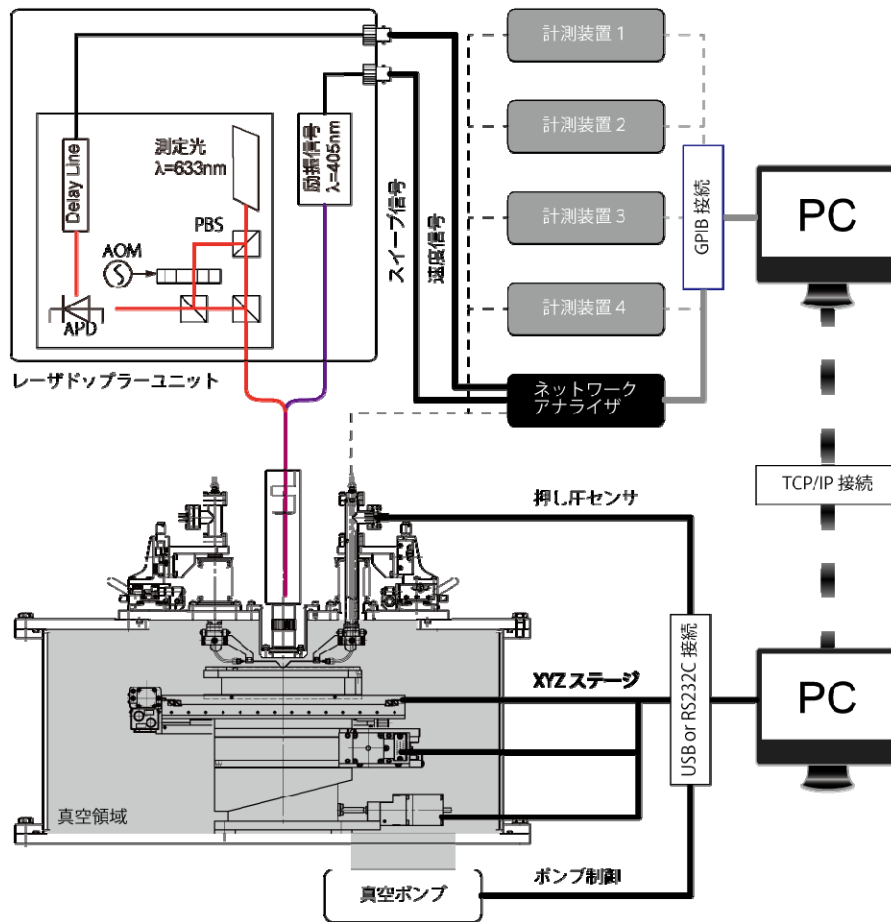 計測装置 1
計測装置 2
計測装置 3
計測装置 4
Delay Line
測定光
λ=633nm
励振信号
λ=405nm
PBS
AOM
APD
レーザドップラーユニット
スイープ信号
速度信号
GPIB 接続
PC
ネットワーク
アナライザ
TCP/IP 接続
押し圧センサ
XYZ ステージ
USB or RS232C 接続
PC
真空領域
真空ポンプ
ポンプ制御